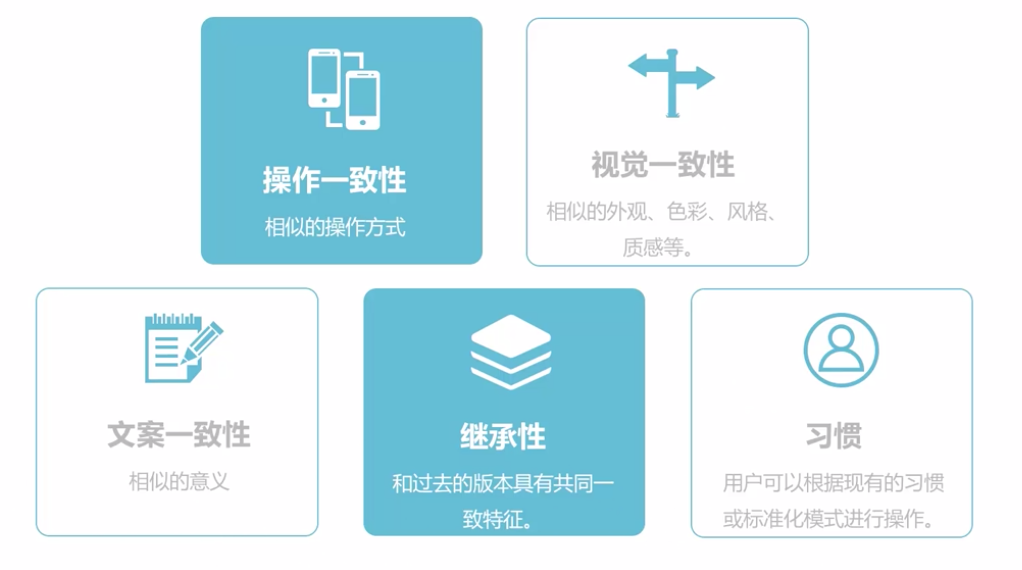 操作一致性
相似的操作方式
视觉一致性
相似的外观、色彩、风格、
质感等。
文案一致性
相似的意义
继承性
和过去的版本具有共同一
致特征。
习惯
用户可以根据现有的习惯
或标准化模式进行操作。